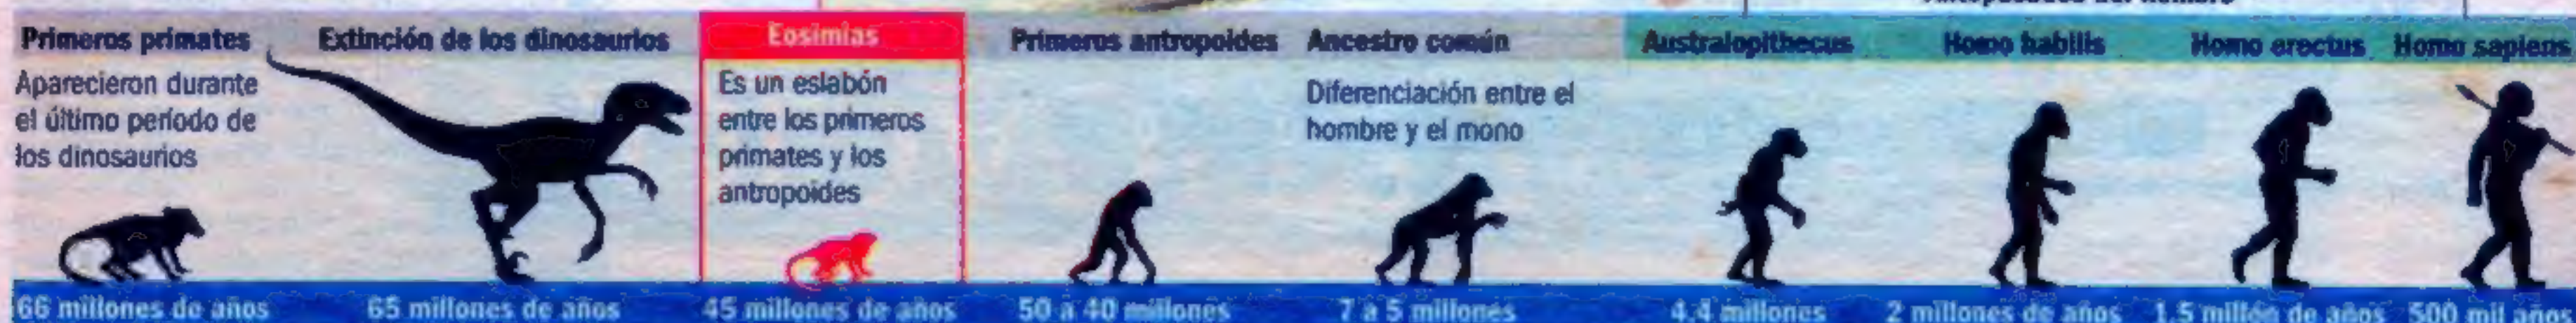 Primeros primates
Aparecieron durante
el último período de
los dinosaurios
66 millones de años
Extinción de los dinosaurios
65 millones de años
Eosimias
Es un eslabón
entre los primeros
primates y los
antropoides
45 millones de años
Primeros antropoides
50 a 40 millones
Ancestro común
Diferenciación entre el
hombre y el mono
7 a 5 millones
Australopithecus
4.4 millones
Homo habilis
2 millones de años
Homo erectus
1.5 millón de años
Homo sapiens
500 mil años